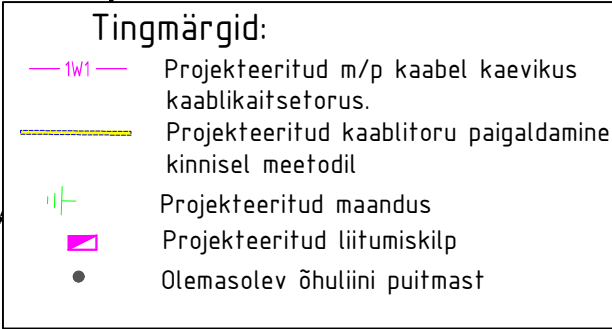 Tingmärgid:
1W1 Projekteeritud m/p kaabel kaevikus
kaablikaitsetorus.
Projekteeritud kaablitoru paigaldamine
kinnisel meetodil
Projekteeritud maandus
Projekteeritud liitumiskilp
Olemasolev õhuliini puitmast